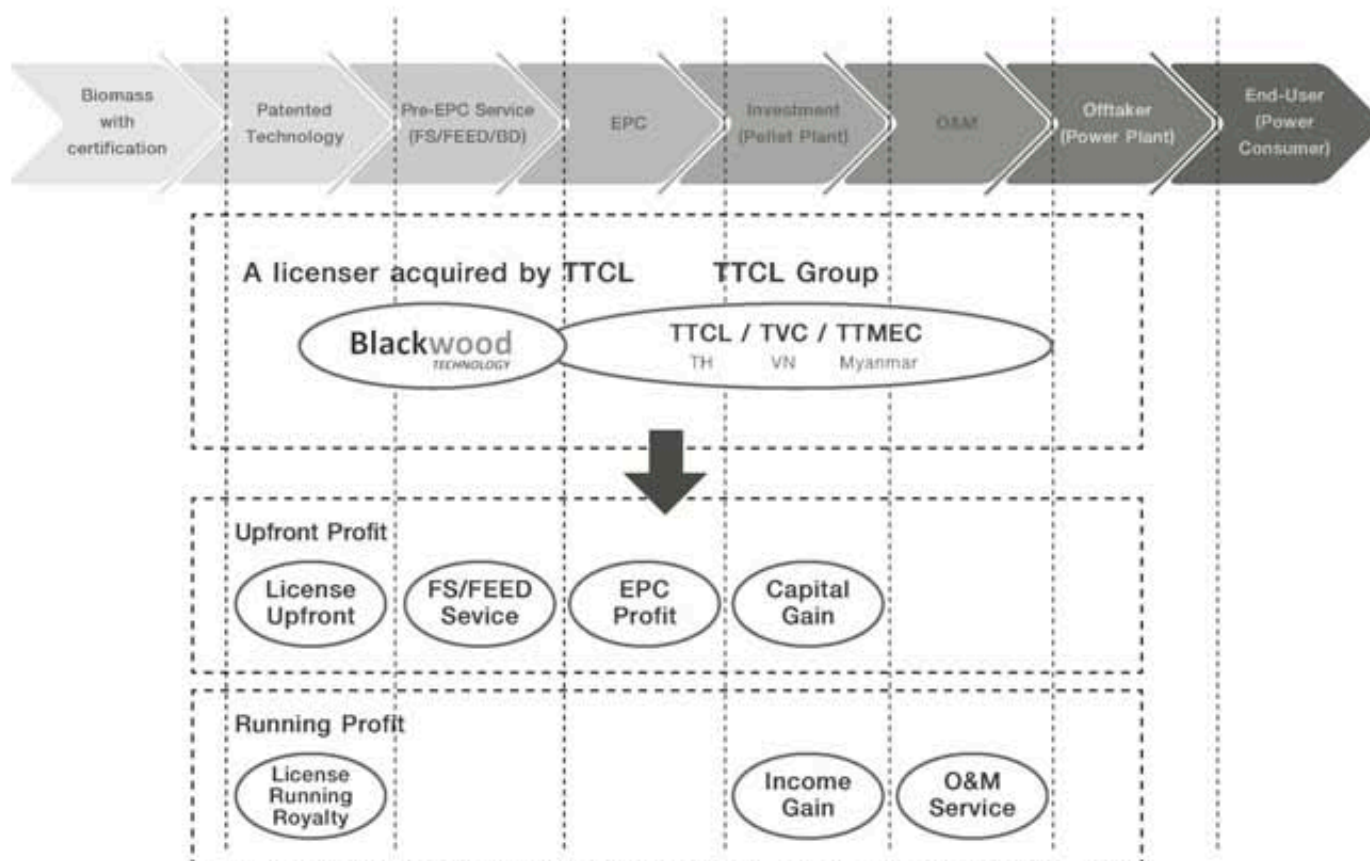 Biomass
with
certification
Patented
Technology
Pre-EPC Service
(FS/FEED/BD)
EPC
Investment
(Pellet Plant)
O&M
Offtaker
(Power Plant)
End-User
(Power
Consumer)
A licenser acquired by TTCL
TTCL Group
Blackwood
TECHNOLOGY
TTCL / TVC / TTMEC
TH VN Myanmar
Upfront Profit
License
Upfront
FS/FEED
Sevice
EPC
Profit
Capital
Gain
Running Profit
License
Running
Royalty
Income
Gain
O&M
Service